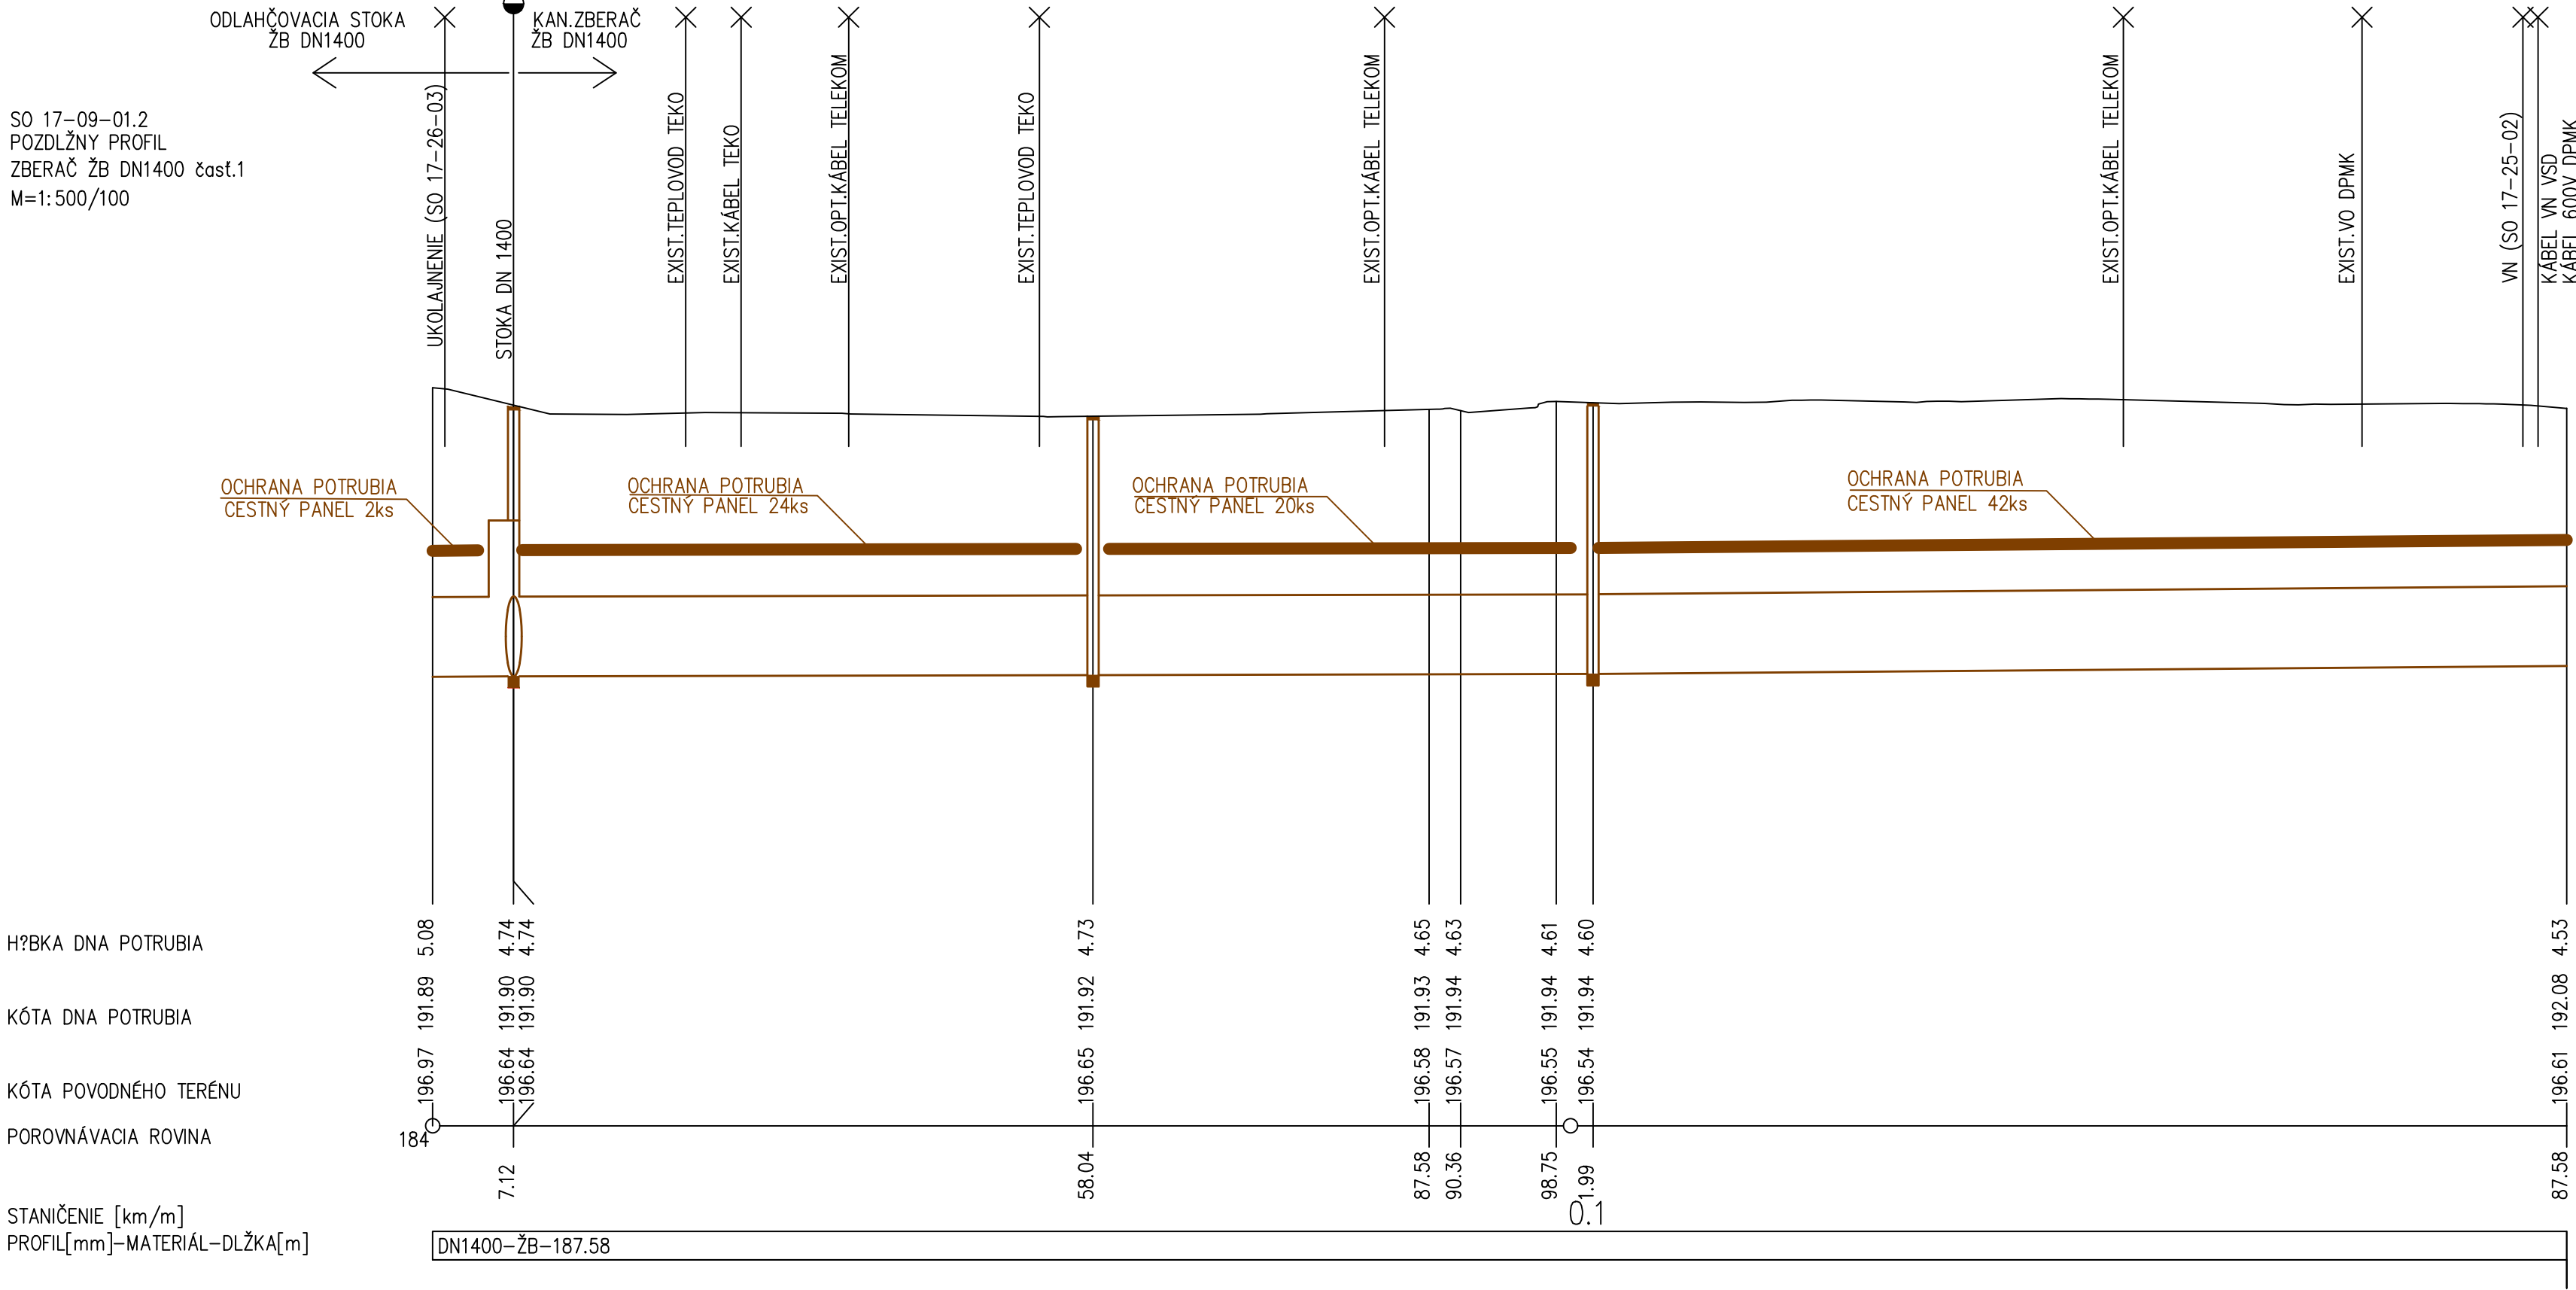 ODLAHČOVACIA STOKA
ŽB DN1400
KAN.ZBERAČ
ŽB DN1400
SO 17-09-01.2
POZDĹŽNY PROFIL
ZBERAČ ŽB DN1400 časť.1
M=1:500/100
UKOLAJNENIE (SO 17-26-03)
STOKA DN 1400
EXIST.TEPLOVOD TEKO
EXIST.KÁBEL TEKO
EXIST.OPT.KÁBEL TELEKOM
EXIST.TEPLOVOD TEKO
EXIST.OPT.KÁBEL TELEKOM
EXIST.OPT.KÁBEL TELEKOM
EXIST.VO DPMK
VN (SO 17-25-02)
KÁBEL VN VSD
KÁBEL 600V DPMK
OCHRANA POTRUBIA
CESTNÝ PANEL 2ks
OCHRANA POTRUBIA
CESTNÝ PANEL 24ks
OCHRANA POTRUBIA
CESTNÝ PANEL 20ks
OCHRANA POTRUBIA
CESTNÝ PANEL 42ks
H?BKA DNA POTRUBIA
5.08 4.74 4.74 4.73 4.65 4.63 4.61 4.60 4.53
KÓTA DNA POTRUBIA
191.89 191.90 191.90 191.92 191.93 191.94 191.94 191.94 192.08
KÓTA POVODNÉHO TERÉNU
196.97 196.64 196.64 196.65 196.58 196.57 196.55 196.54 196.61
POROVNÁVACIA ROVINA
184
7.12 58.04 87.58 90.36 98.75 1.99 87.58
STANIČENIE [km/m]
0.1
PROFIL[mm]-MATERIÁL-DLŽKA[m]
DN1400-ŽB-187.58